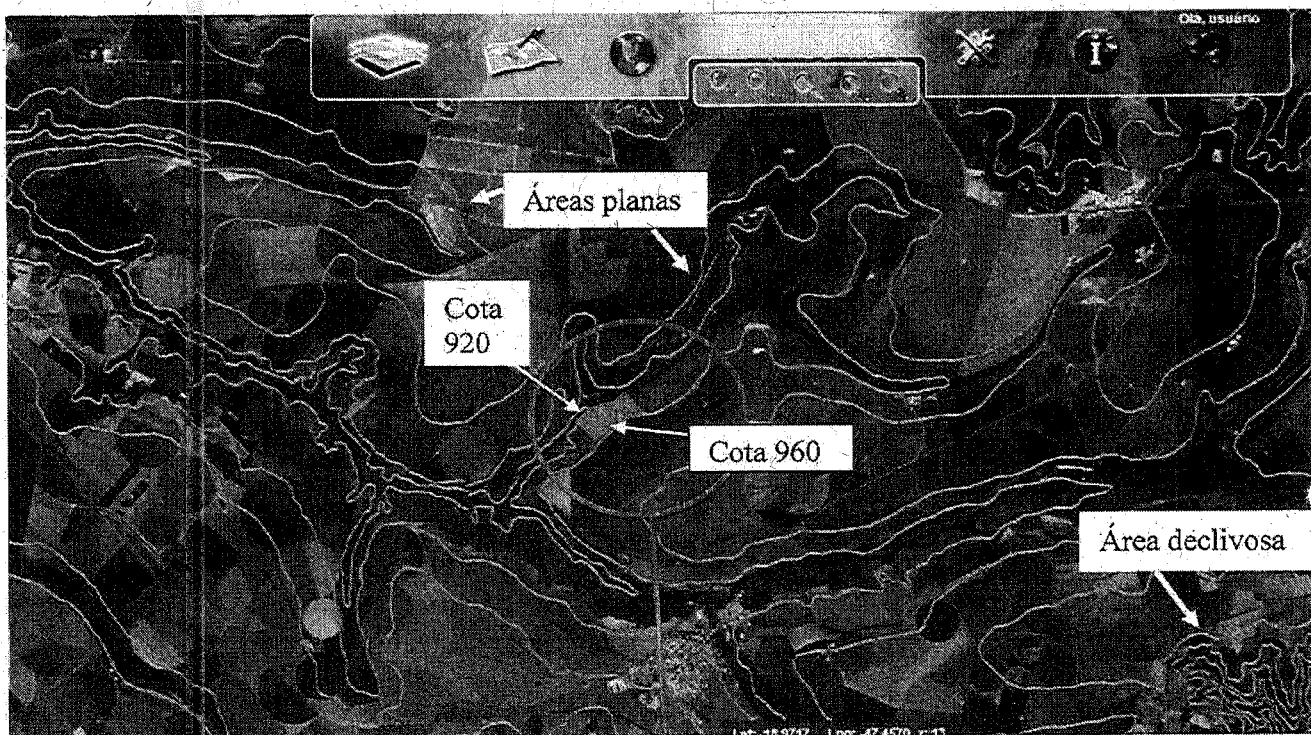 Olá, usuário
Áreas planas
Cota
920
Cota 960
Área declivosa